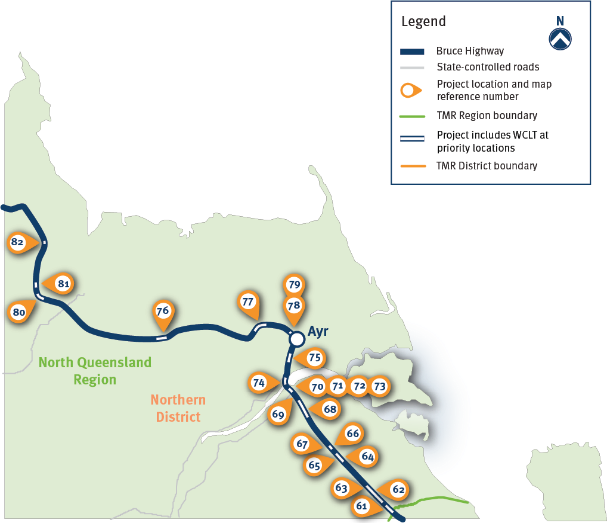 Legend
N
Bruce Highway
State-controlled roads
Project location and map
reference number
TMR Region boundary
Project includes WCLT at
priority locations
TMR District boundary
82
81
80
76
77
79
78
Ayr
75
North Queensland
Region
Northern
District
74
70 71 72 73
69
68
66
67
64
65
63
62
61